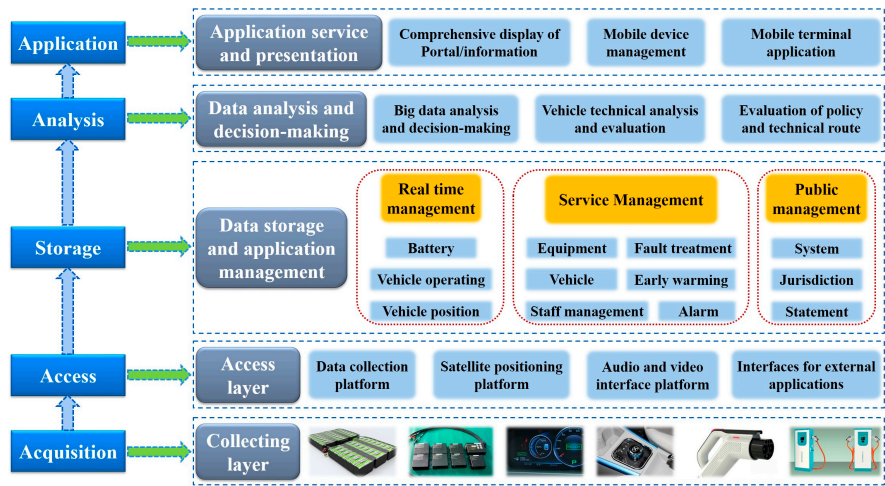 Application
Application service
and presentation
Comprehensive display of
Portal/information
Mobile device
management
Mobile terminal
application
Analysis
Data analysis and
decision-making
Big data analysis
and decision-making
Vehicle technical analysis
and evaluation
Evaluation of policy
and technical route
Storage
Data storage
and application
management
Real time
management
Battery
Vehicle operating
Vehicle position
Service Management
Equipment
Fault treatment
Vehicle
Early warming
Staff management
Alarm
Public
management
System
Jurisdiction
Statement
Access
Access
layer
Data collection
platform
Satellite positioning
platform
Audio and video
interface platform
Interfaces for external
applications
Acquisition
Collecting
layer